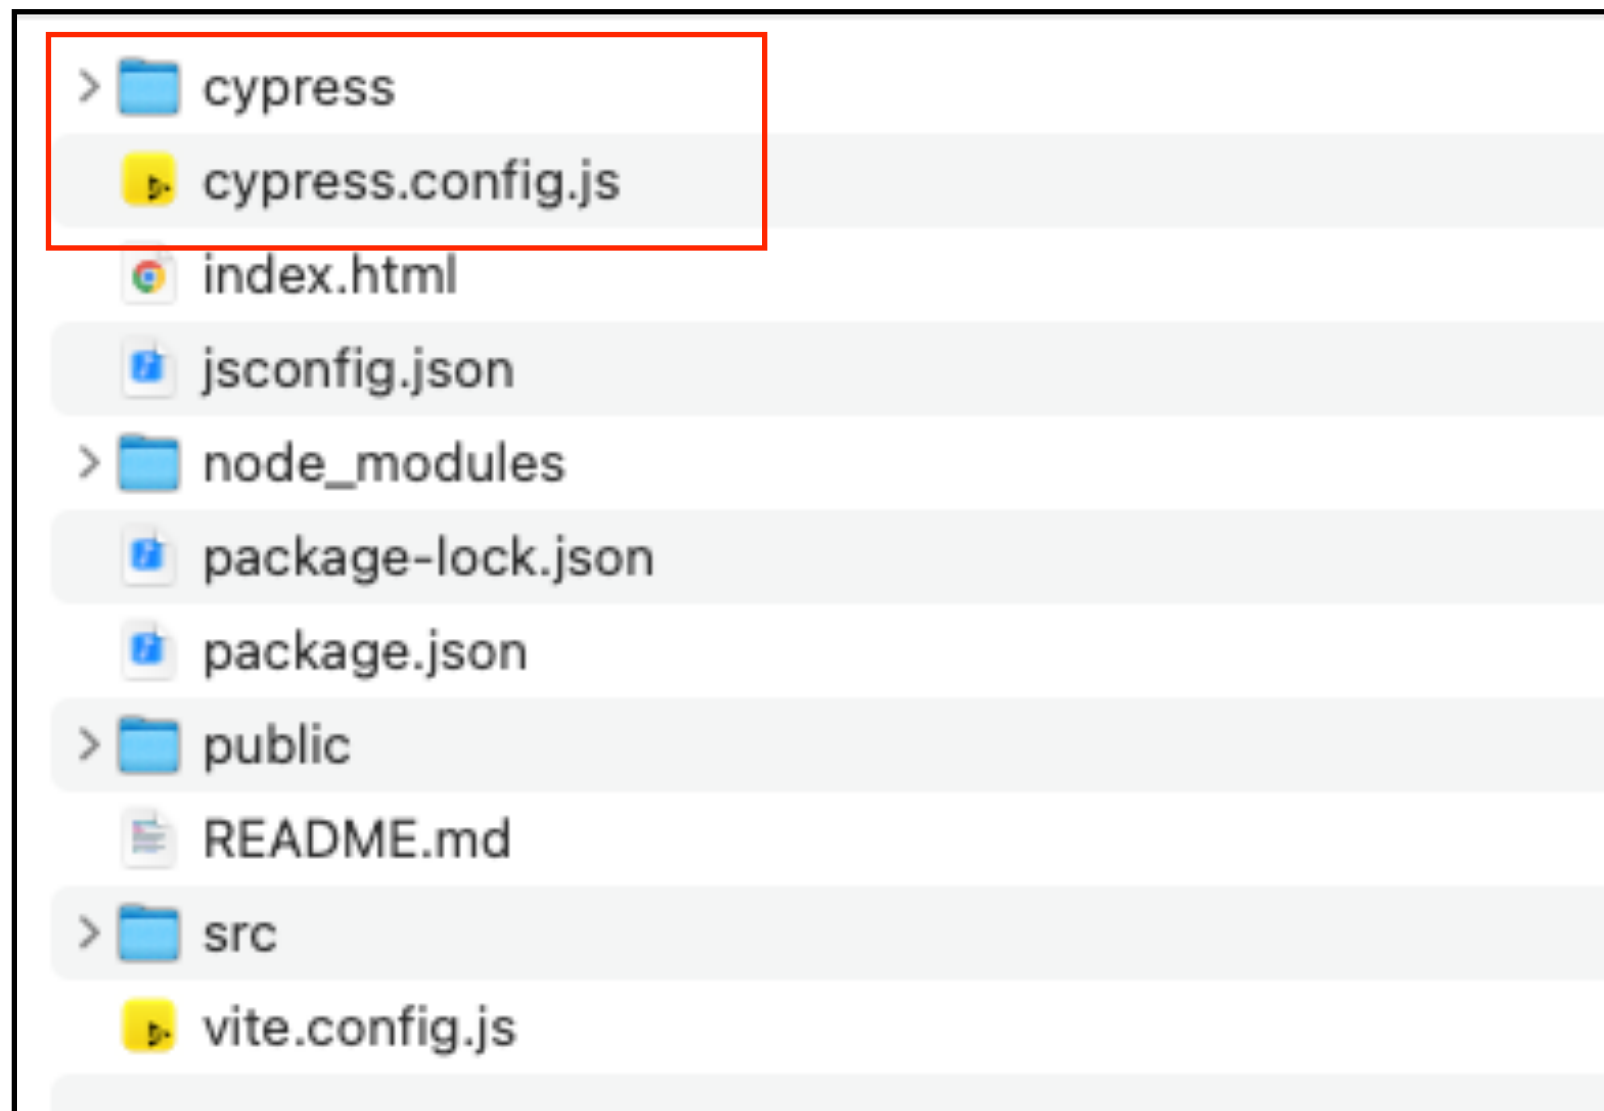 cypress
cypress.config.js
index.html
jsconfig.json
node_modules
package-lock.json
package.json
public
README.md
src
vite.config.js